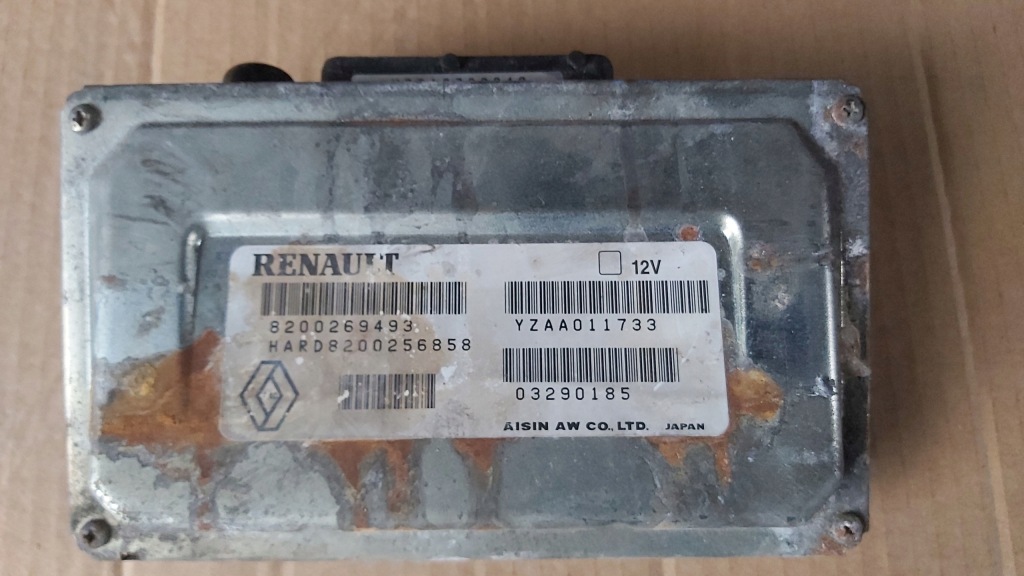 RENAULT
12V
8200269493
HARD8200256858
YZAA011733
03290185
AISIN AW CO., LTD. JAPAN